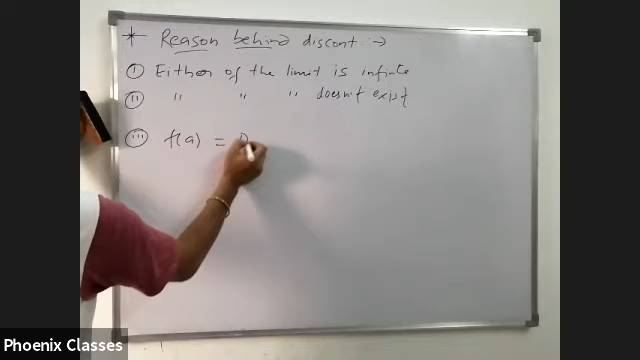 * Reason behind discont :→
(i) Either of the limit is infinite
(ii) " " " doesn't exist
(iii) f(a) =
Phoenix Classes